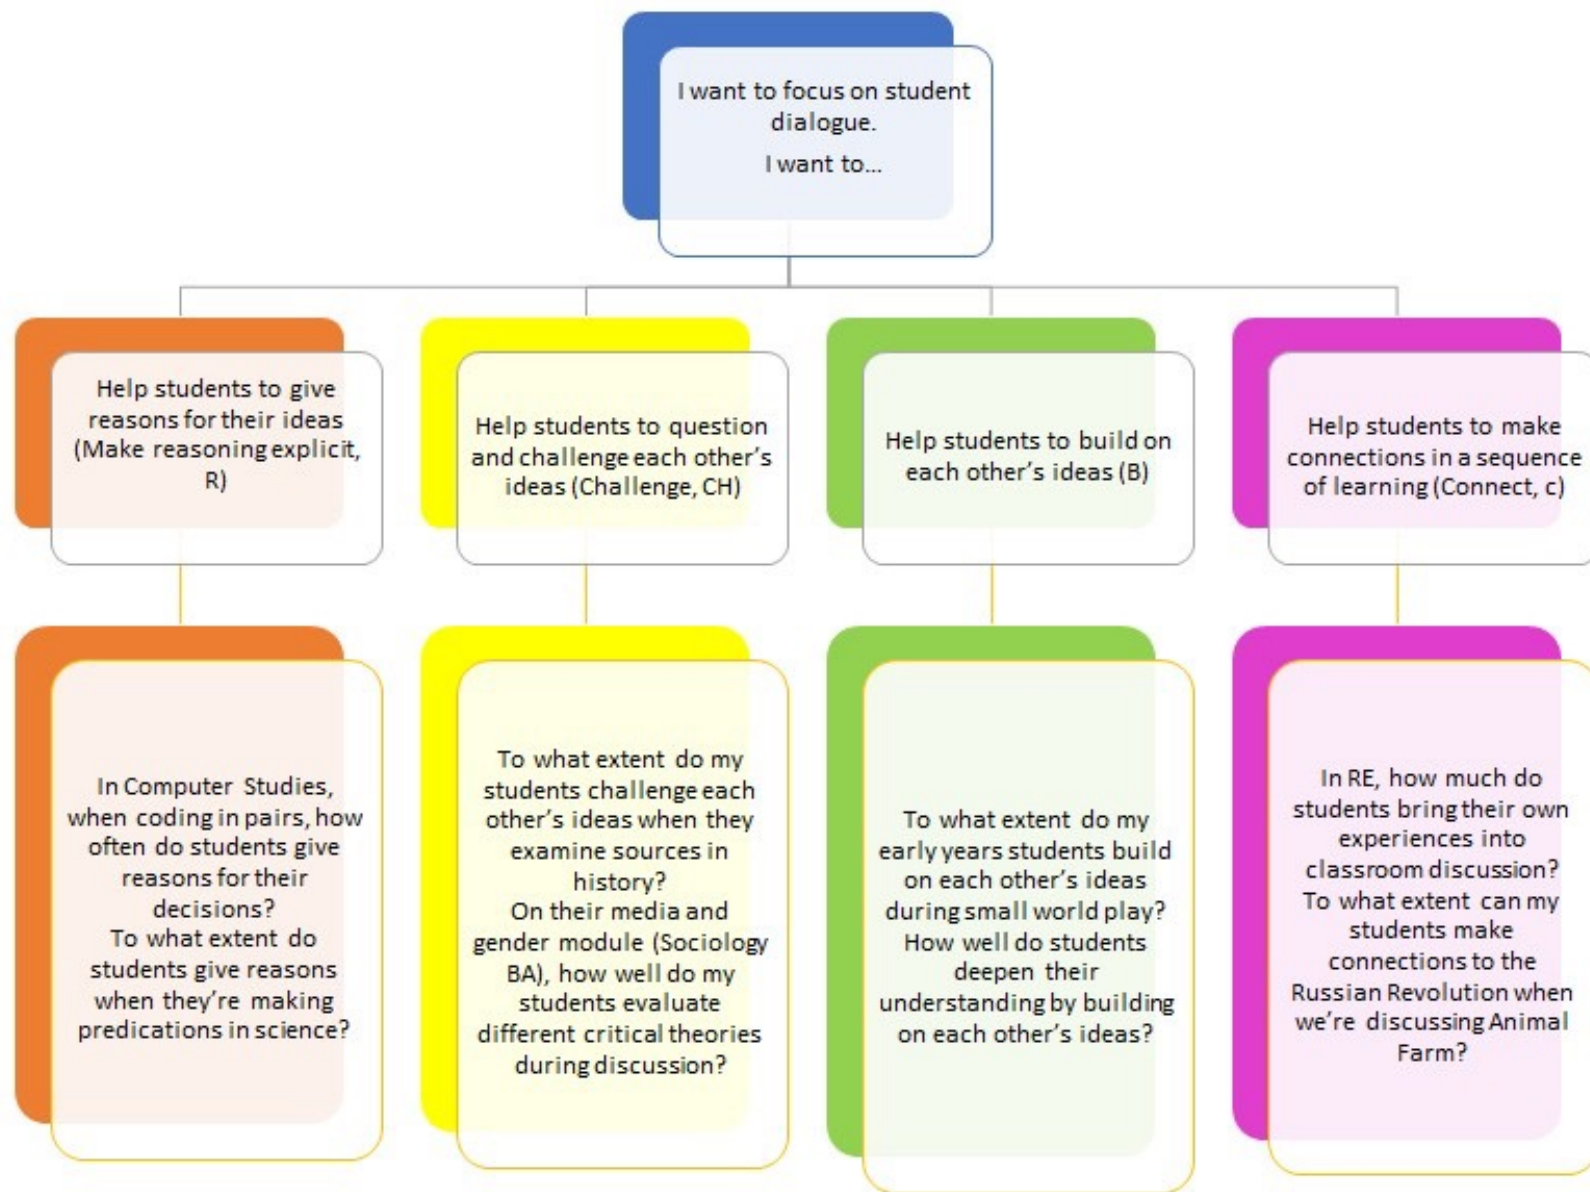 I want to focus on student
dialogue.
I want to...
Help students to give
reasons for their ideas
(Make reasoning explicit,
R)
Help students to question
and challenge each other's
ideas (Challenge, CH)
Help students to build on
each other's ideas (B)
Help students to make
connections in a sequence
of learning (Connect, c)
In Computer Studies,
when coding in pairs, how
often do students give
reasons for their
decisions?
To what extent do
students give reasons
when they're making
predications in science?
To what extent do my
students challenge each
other's ideas when they
examine sources in
history?
On their media and
gender module (Sociology
BA), how well do my
students evaluate
different critical theories
during discussion?
To what extent do my
early years students build
on each other's ideas
during small world play?
How well do students
deepen their
understanding by building
on each other's ideas?
In RE, how much do
students bring their own
experiences into
classroom discussion?
To what extent can my
students make
connections to the
Russian Revolution when
we're discussing Animal
Farm?